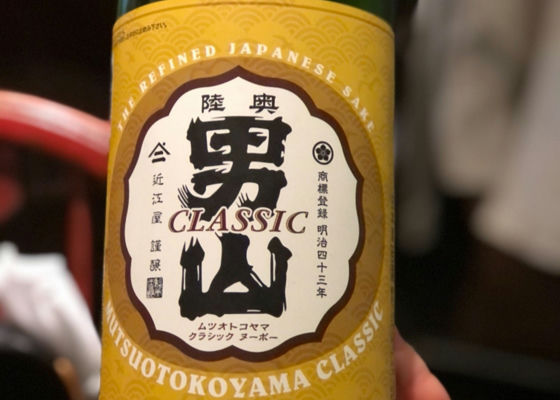 THE REFINED JAPANESE SAKE
陸奥
男山
CLASSIC
商標登録 明治四十三年
近江屋 謹醸
ムツオトコヤマ
クラシック ヌーボー
MUTSUOTOKOYAMA CLASSIC